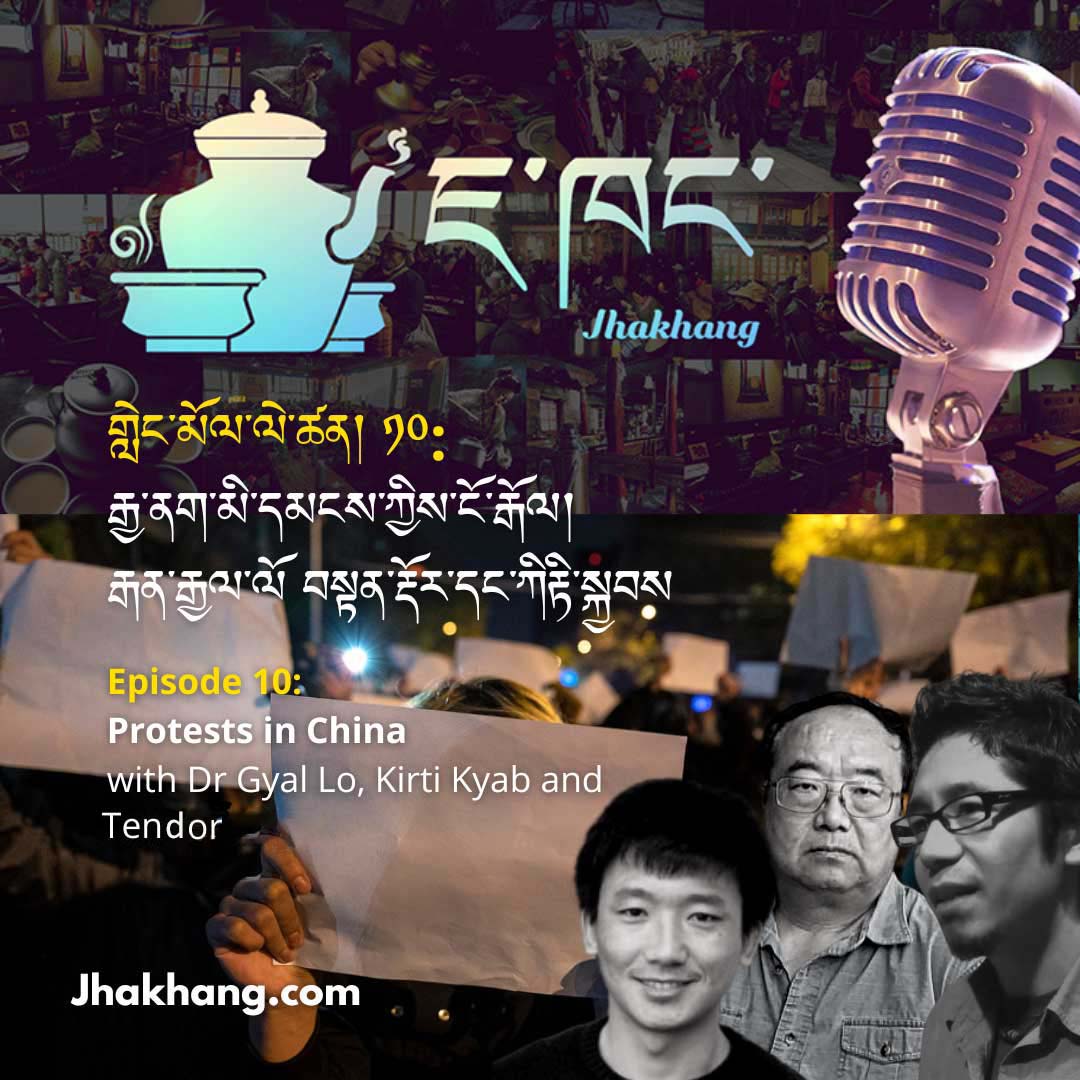 ཇ་ཁང་
Jhakhang
གླེང་མོལ་ལེ་ཚན། ༡༠:
རྒྱ་ནག་མི་དམངས་ཀྱིས་ངོ་རྒོལ།
རྒན་རྒྱལ་ལོ བསྟན་རྡོར་དང་ཀིརྟི་སྐྱབས
Episode 10:
Protests in China
with Dr Gyal Lo, Kirti Kyab and
Tendor
Jhakhang.com